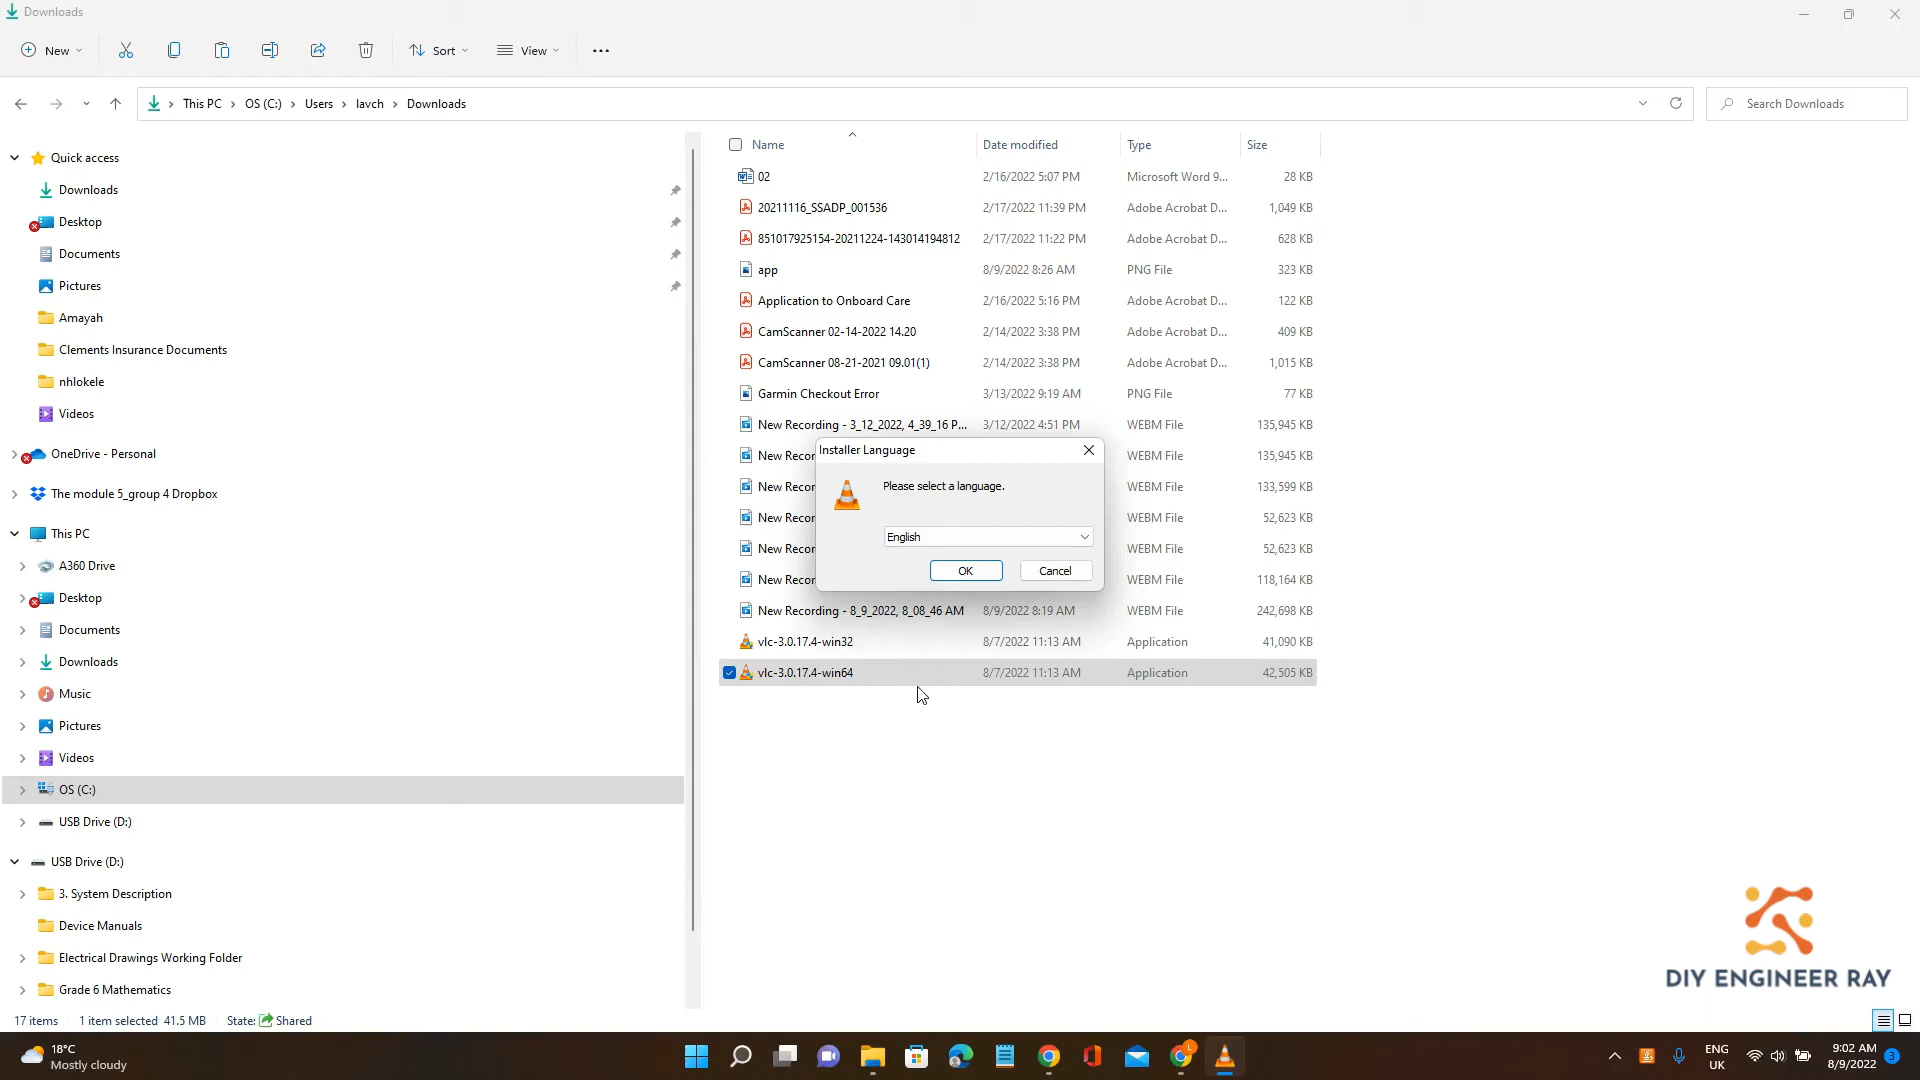 Downloads
New
Sort
View
This PC > OS (C:) > Users > lavch > Downloads
Search Downloads
Quick access
Downloads
Desktop
Documents
Pictures
Amayah
Clements Insurance Documents
nhlokele
Videos
OneDrive - Personal
The module 5_group 4 Dropbox
This PC
A360 Drive
Desktop
Documents
Downloads
Music
Pictures
Videos
OS (C:)
USB Drive (D:)
USB Drive (D:)
3. System Description
Device Manuals
Electrical Drawings Working Folder
Grade 6 Mathematics
Name Date modified Type Size
02 2/16/2022 5:07 PM Microsoft Word 9... 28 KB
20211116_SSADP_001536 2/17/2022 11:39 PM Adobe Acrobat D... 1,049 KB
851017925154-20211224-143014194812 2/17/2022 11:22 PM Adobe Acrobat D... 628 KB
app 8/9/2022 8:26 AM PNG File 323 KB
Application to Onboard Care 2/16/2022 5:16 PM Adobe Acrobat D... 122 KB
CamScanner 02-14-2022 14.20 2/14/2022 3:38 PM Adobe Acrobat D... 409 KB
CamScanner 08-21-2021 09.01(1) 2/14/2022 3:38 PM Adobe Acrobat D... 1,015 KB
Garmin Checkout Error 3/13/2022 9:19 AM PNG File 77 KB
New Recording - 3_12_2022, 4_39_16 P... 3/12/2022 4:51 PM WEBM File 135,945 KB
New Recor WEBM File 135,945 KB
New Recor WEBM File 133,599 KB
New Recor WEBM File 52,623 KB
New Recor WEBM File 52,623 KB
New Recor WEBM File 118,164 KB
New Recording - 8_9_2022, 8_08_46 AM 8/9/2022 8:19 AM WEBM File 242,698 KB
vlc-3.0.17.4-win32 8/7/2022 11:13 AM Application 41,090 KB
vlc-3.0.17.4-win64 8/7/2022 11:13 AM Application 42,505 KB
Installer Language
Please select a language.
English
OK Cancel
DIY ENGINEER RAY
17 items 1 item selected 41.5 MB State: Shared
18°C
Mostly cloudy
L
ENG
UK
9:02 AM
8/9/2022
3